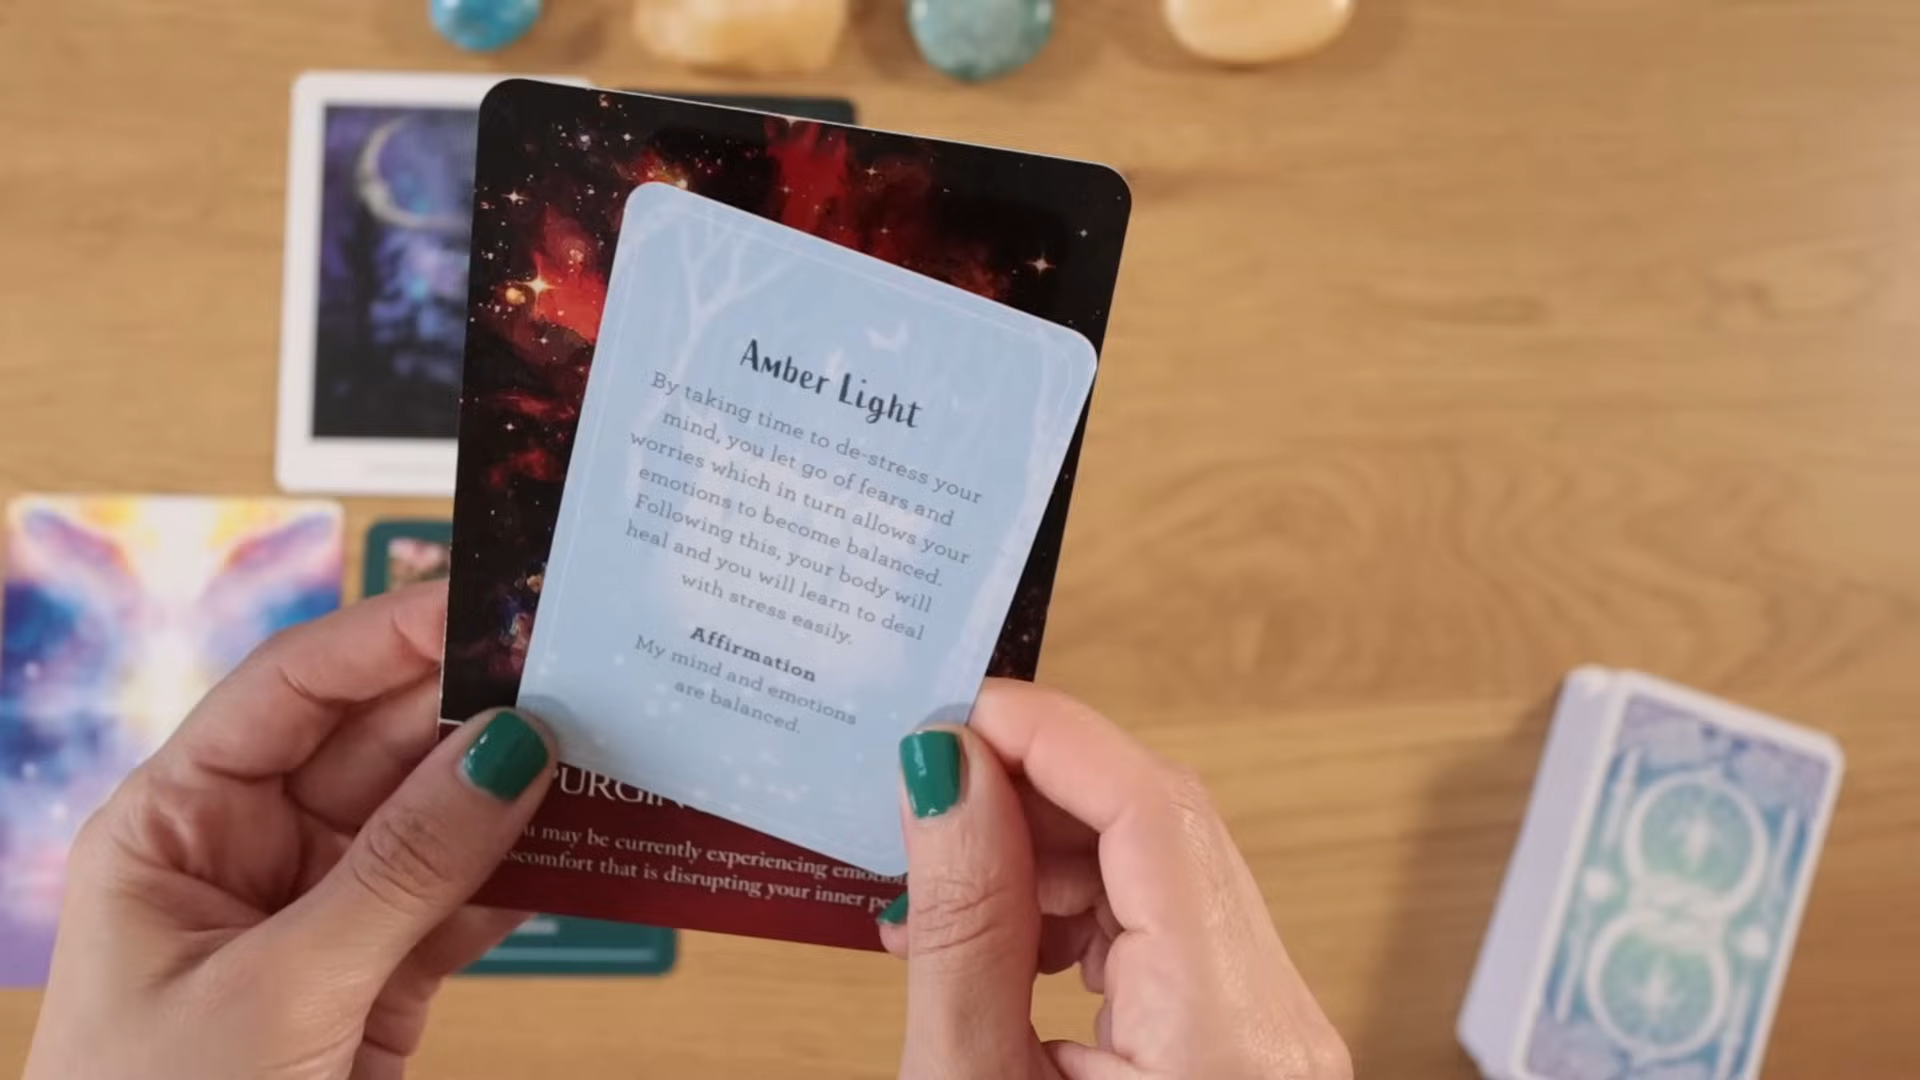 Amber Light
By taking time to de-stress your
mind, you let go of fears and
worries which in turn allows your
emotions to become balanced.
Following this, your body will
heal and you will learn to deal
with stress easily.
Affirmation
My mind and emotions
are balanced.
PURGIN
may be currently experiencing
that is disrupting your inner